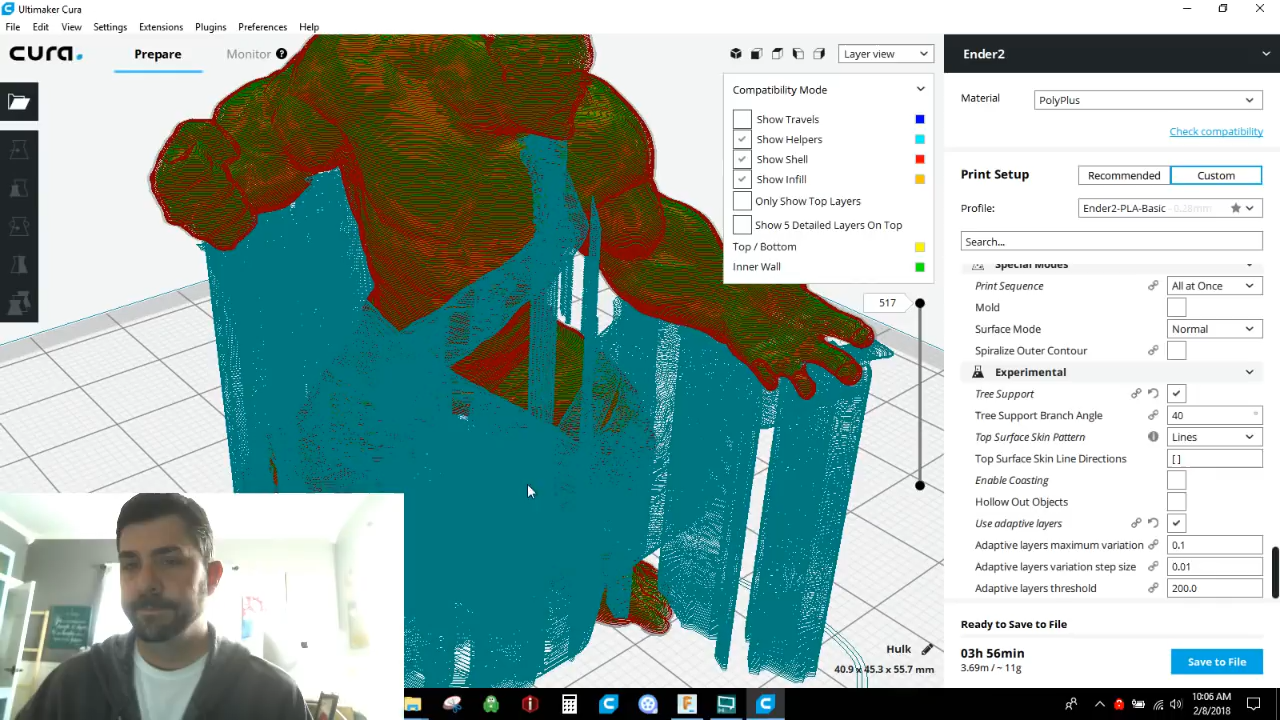 Ultimaker Cura
File Edit View Settings Extensions Plugins Preferences Help
cura. Prepare Monitor ? Layer view
Ender2
Compatibility Mode
Show Travels
Show Helpers
Show Shell
Show Infill
Only Show Top Layers
Show 5 Detailed Layers On Top
Top / Bottom
Inner Wall
517
Material PolyPlus
Check compatibility
Print Setup Recommended Custom
Profile: Ender2-PLA-Basic - 0.28mm
Search...
Special Modes
Print Sequence All at Once
Mold
Surface Mode Normal
Spiralize Outer Contour
Experimental
Tree Support
Tree Support Branch Angle 40 °
Top Surface Skin Pattern Lines
Top Surface Skin Line Directions [ ]
Enable Coasting
Hollow Out Objects
Use adaptive layers
Adaptive layers maximum variation 0.1
Adaptive layers variation step size 0.01
Adaptive layers threshold 200.0
Ready to Save to File
03h 56min
3.69m / ~ 11g
Save to File
Hulk
40.9 x 45.3 x 55.7 mm
10:06 AM
2/8/2018